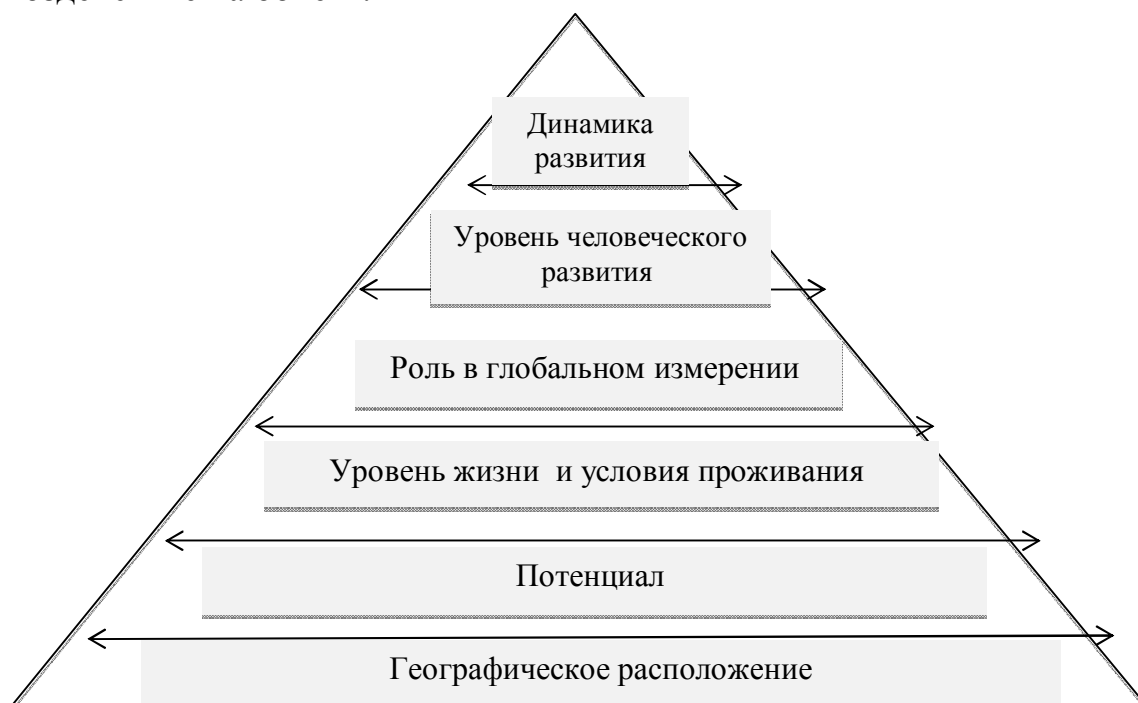 Динамика
развития
Уровень человеческого
развития
Роль в глобальном измерении
Уровень жизни и условия проживания
Потенциал
Географическое расположение